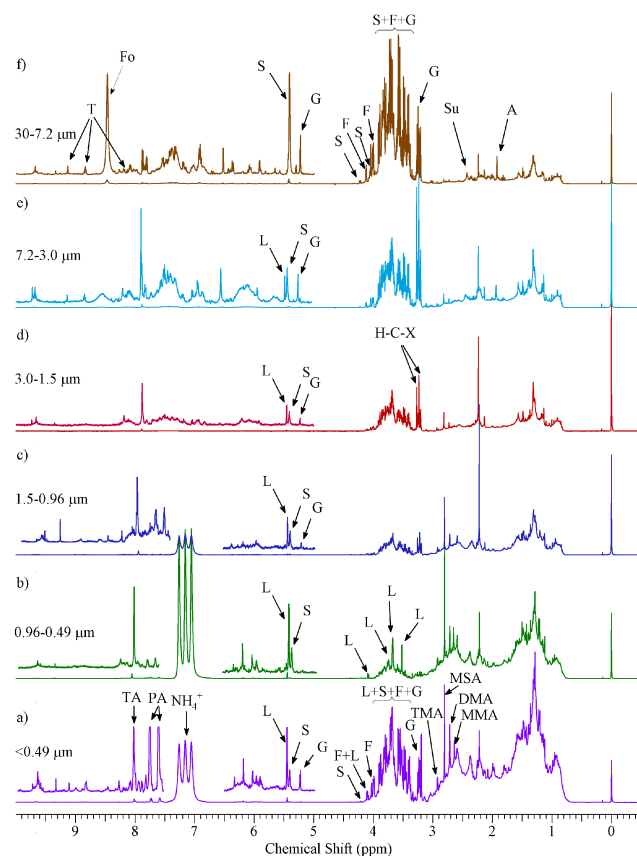 S+F+G
f)
Fo
S
G
T
F
G
Su
A
30-7.2 µm
F
S
S
e)
7.2-3.0 µm
L
S
G
d)
H-C-X
3.0-1.5 µm
L
S
G
c)
1.5-0.96 µm
L
S
G
b)
0.96-0.49 µm
L
S
L
L
L
L
MSA
TA
PA
NH4+
L
L+S+F+G
DMA
a)
S
G
F
G
TMA
MMA
<0.49 µm
F+L
S
10 9 8 7 6 5 4 3 2 1 0
Chemical Shift (ppm)